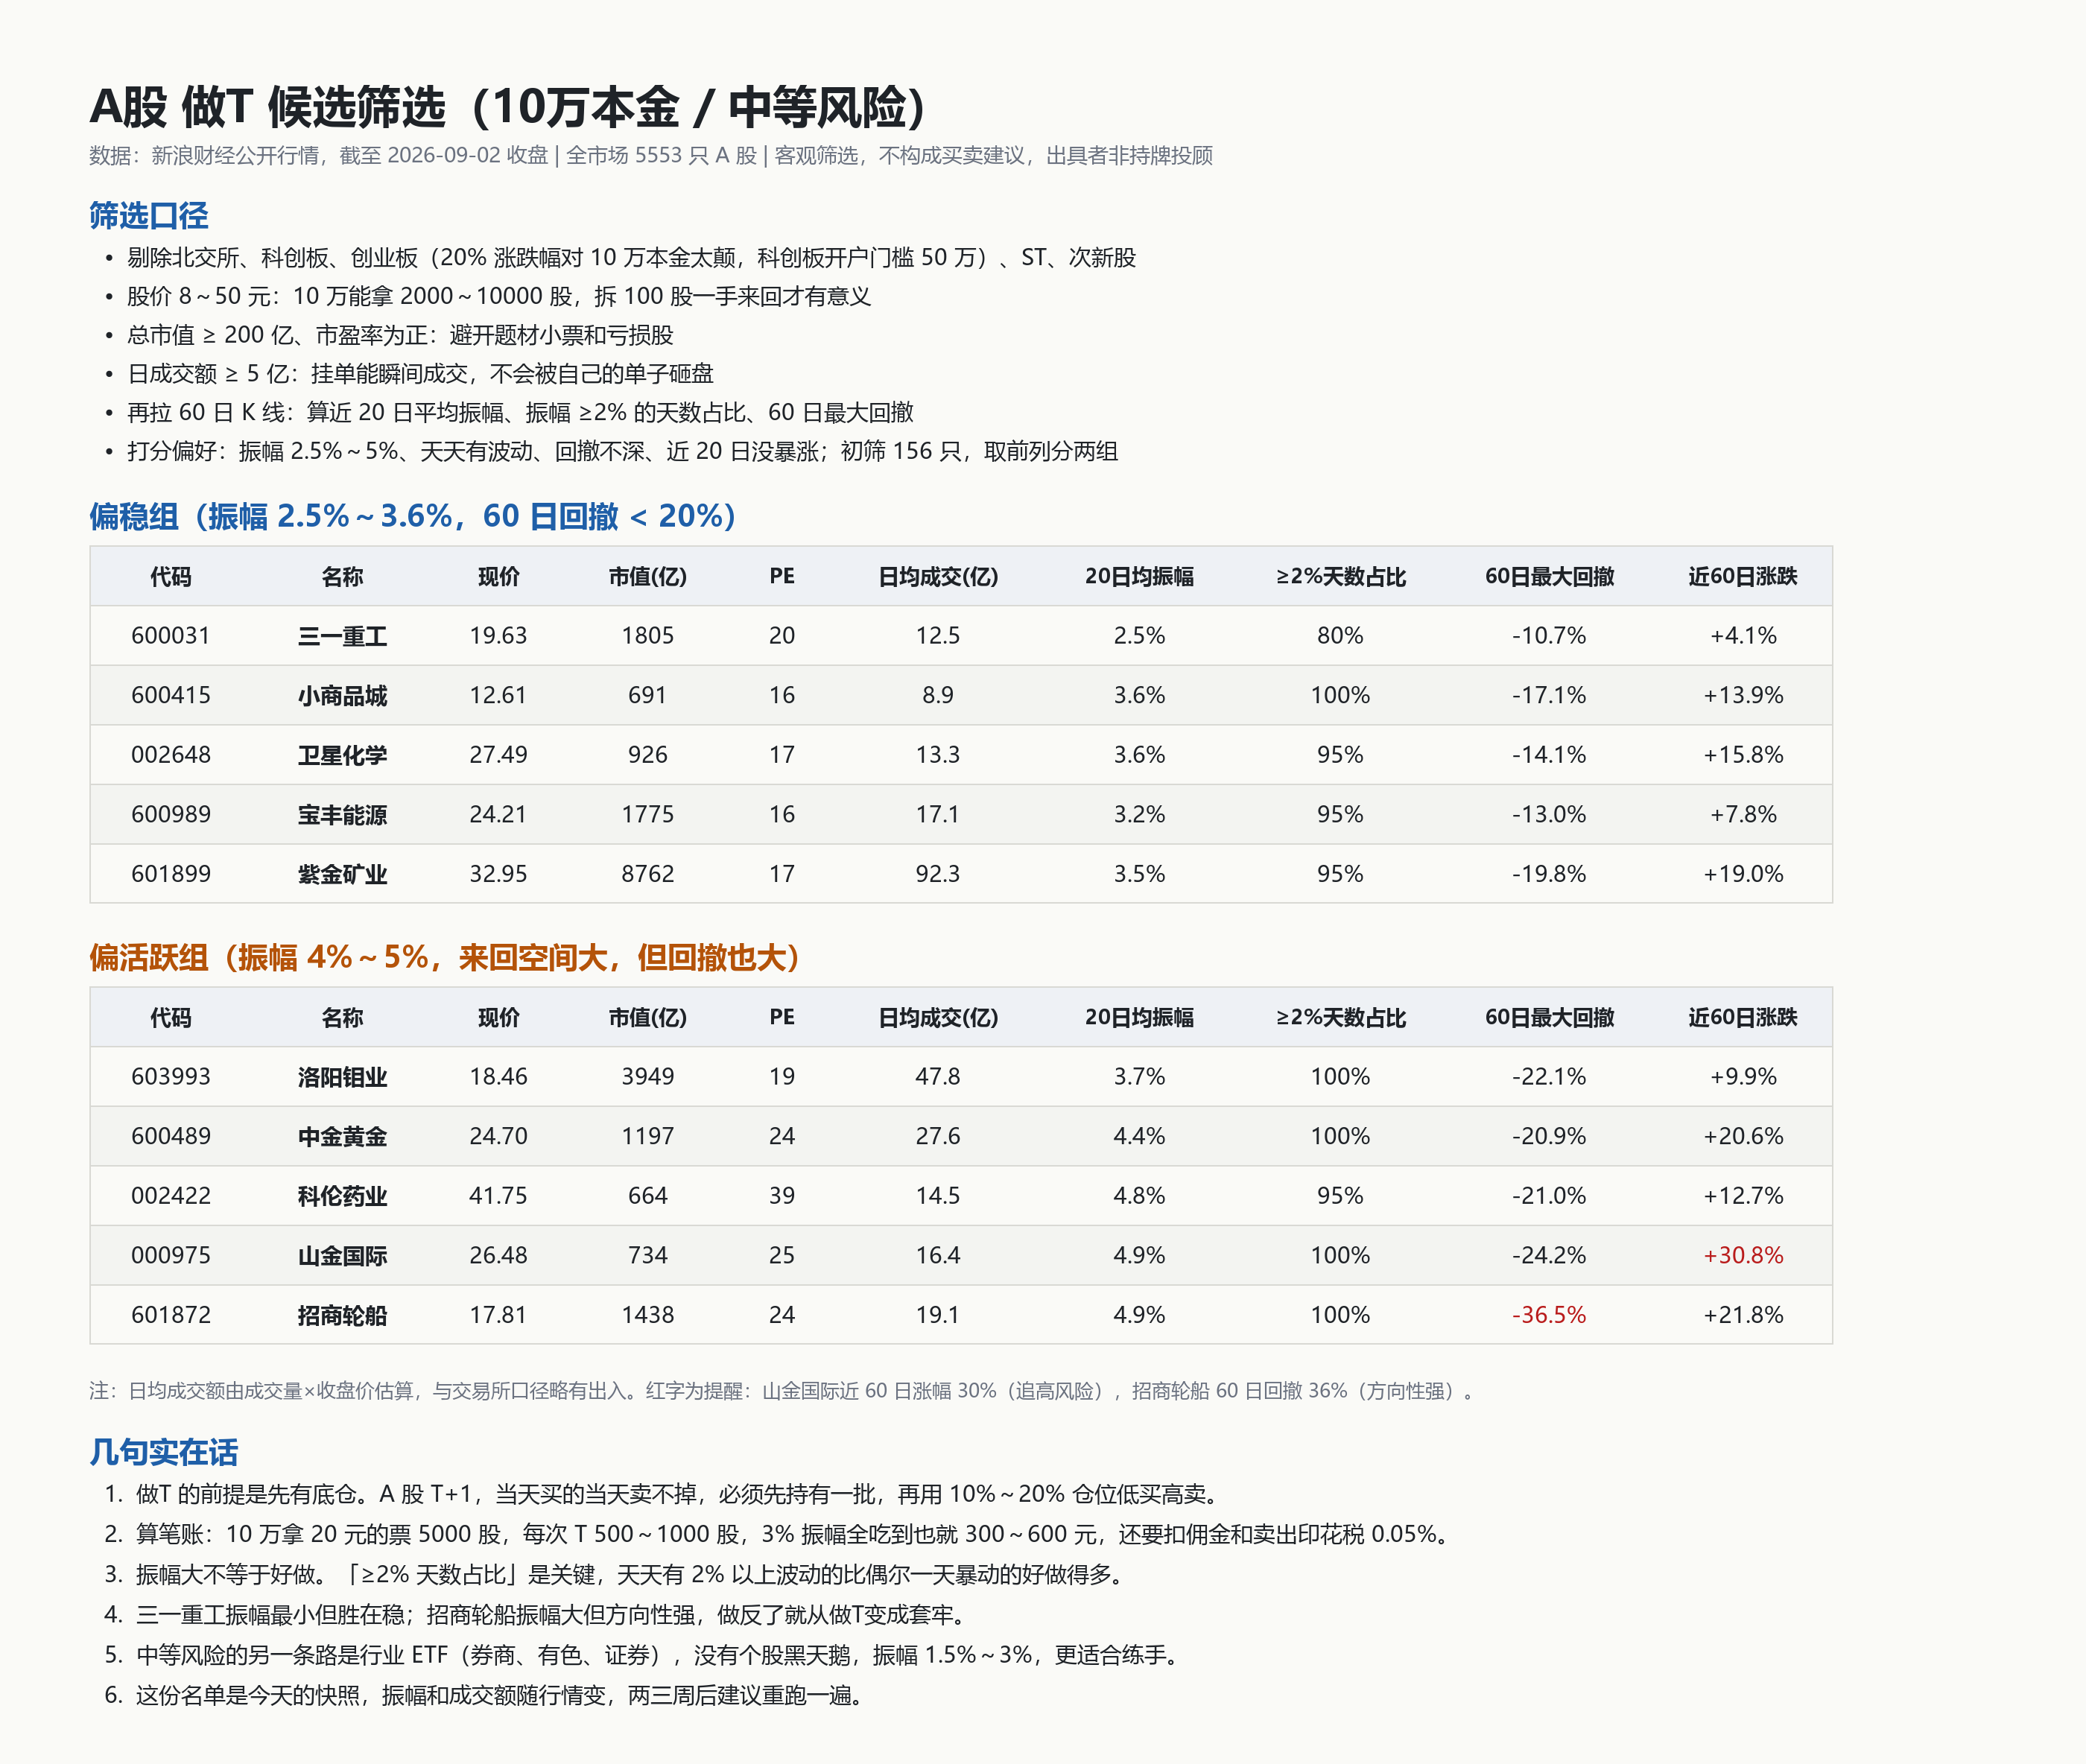 A股 做T 候选筛选（10万本金 / 中等风险）
数据：新浪财经公开行情，截至 2026-09-02 收盘 | 全市场 5553 只 A 股 | 客观筛选，不构成买卖建议，出具者非持牌投顾
筛选口径
• 剔除北交所、科创板、创业板（20% 涨跌幅对 10 万本金太颠，科创板开户门槛 50 万）、ST、次新股
• 股价 8～50 元：10 万能拿 2000～10000 股，拆 100 股一手来回才有意义
• 总市值 ≥ 200 亿、市盈率为正：避开题材小票和亏损股
• 日成交额 ≥ 5 亿：挂单能瞬间成交，不会被自己的单子砸盘
• 再拉 60 日 K 线：算近 20 日平均振幅、振幅 ≥2% 的天数占比、60 日最大回撤
• 打分偏好：振幅 2.5%～5%、天天有波动、回撤不深、近 20 日没暴涨；初筛 156 只，取前列分两组
偏稳组（振幅 2.5%～3.6%，60 日回撤 < 20%）
代码 名称 现价 市值(亿) PE 日均成交(亿) 20日均振幅 ≥2%天数占比 60日最大回撤 近60日涨跌
600031 三一重工 19.63 1805 20 12.5 2.5% 80% -10.7% +4.1%
600415 小商品城 12.61 691 16 8.9 3.6% 100% -17.1% +13.9%
002648 卫星化学 27.49 926 17 13.3 3.6% 95% -14.1% +15.8%
600989 宝丰能源 24.21 1775 16 17.1 3.2% 95% -13.0% +7.8%
601899 紫金矿业 32.95 8762 17 92.3 3.5% 95% -19.8% +19.0%
偏活跃组（振幅 4%～5%，来回空间大，但回撤也大）
代码 名称 现价 市值(亿) PE 日均成交(亿) 20日均振幅 ≥2%天数占比 60日最大回撤 近60日涨跌
603993 洛阳钼业 18.46 3949 19 47.8 3.7% 100% -22.1% +9.9%
600489 中金黄金 24.70 1197 24 27.6 4.4% 100% -20.9% +20.6%
002422 科伦药业 41.75 664 39 14.5 4.8% 95% -21.0% +12.7%
000975 山金国际 26.48 734 25 16.4 4.9% 100% -24.2% +30.8%
601872 招商轮船 17.81 1438 24 19.1 4.9% 100% -36.5% +21.8%
注：日均成交额由成交量×收盘价估算，与交易所口径略有出入。红字为提醒：山金国际近 60 日涨幅 30%（追高风险），招商轮船 60 日回撤 36%（方向性强）。
几句实在话
1. 做T 的前提是先有底仓。A 股 T+1，当天买的当天卖不掉，必须先持有一批，再用 10%～20% 仓位低买高卖。
2. 算笔账：10 万拿 20 元的票 5000 股，每次 T 500～1000 股，3% 振幅全吃到也就 300～600 元，还要扣佣金和卖出印花税 0.05%。
3. 振幅大不等于好做。「≥2% 天数占比」是关键，天天有 2% 以上波动的比偶尔一天暴动的好做得多。
4. 三一重工振幅最小但胜在稳；招商轮船振幅大但方向性强，做反了就从做T变成套牢。
5. 中等风险的另一条路是行业 ETF（券商、有色、证券），没有个股黑天鹅，振幅 1.5%～3%，更适合练手。
6. 这份名单是今天的快照，振幅和成交额随行情变，两三周后建议重跑一遍。